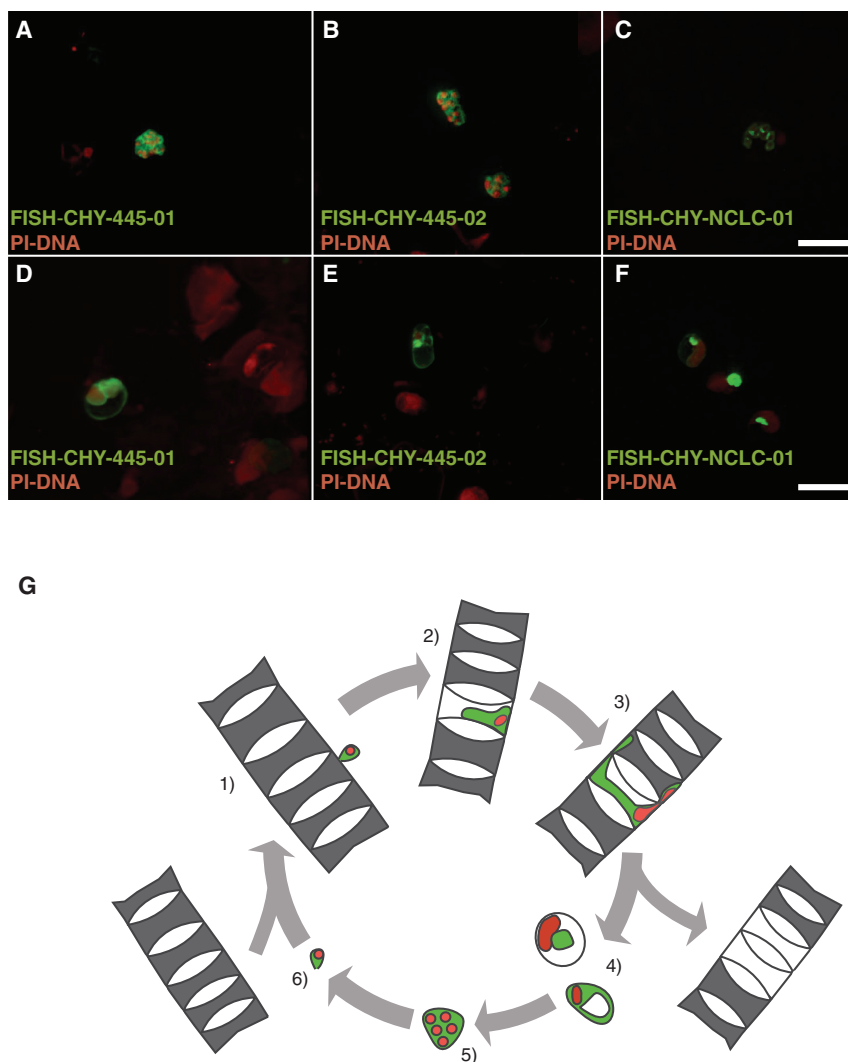 A
B
C
FISH-CHY-445-01
PI-DNA
FISH-CHY-445-02
PI-DNA
FISH-CHY-NCLC-01
PI-DNA
D
E
F
FISH-CHY-445-01
PI-DNA
FISH-CHY-445-02
PI-DNA
FISH-CHY-NCLC-01
PI-DNA
G
1)
2)
3)
4)
5)
6)